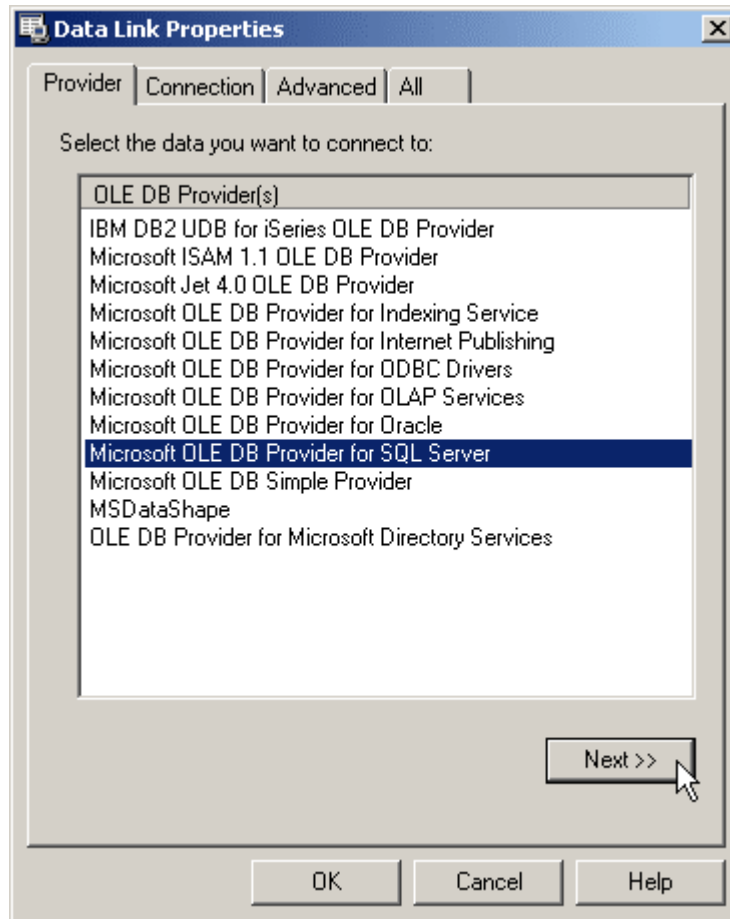 Data Link Properties
Provider Connection Advanced All
Select the data you want to connect to:
OLE DB Provider(s)
IBM DB2 UDB for iSeries OLE DB Provider
Microsoft ISAM 1.1 OLE DB Provider
Microsoft Jet 4.0 OLE DB Provider
Microsoft OLE DB Provider for Indexing Service
Microsoft OLE DB Provider for Internet Publishing
Microsoft OLE DB Provider for ODBC Drivers
Microsoft OLE DB Provider for OLAP Services
Microsoft OLE DB Provider for Oracle
Microsoft OLE DB Provider for SQL Server
Microsoft OLE DB Simple Provider
MSDataShape
OLE DB Provider for Microsoft Directory Services
Next >>
OK Cancel Help